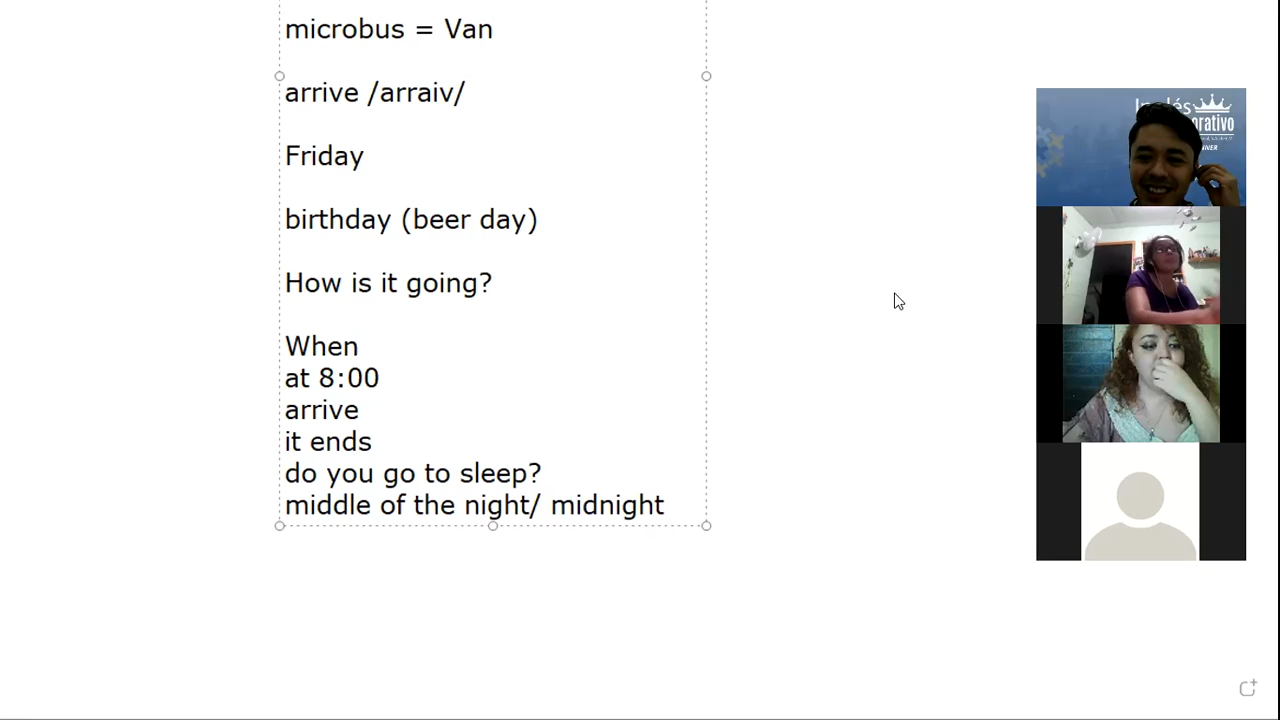 microbus = Van
arrive /arraiv/
Friday
birthday (beer day)
How is it going?
When
at 8:00
arrive
it ends
do you go to sleep?
middle of the night/ midnight